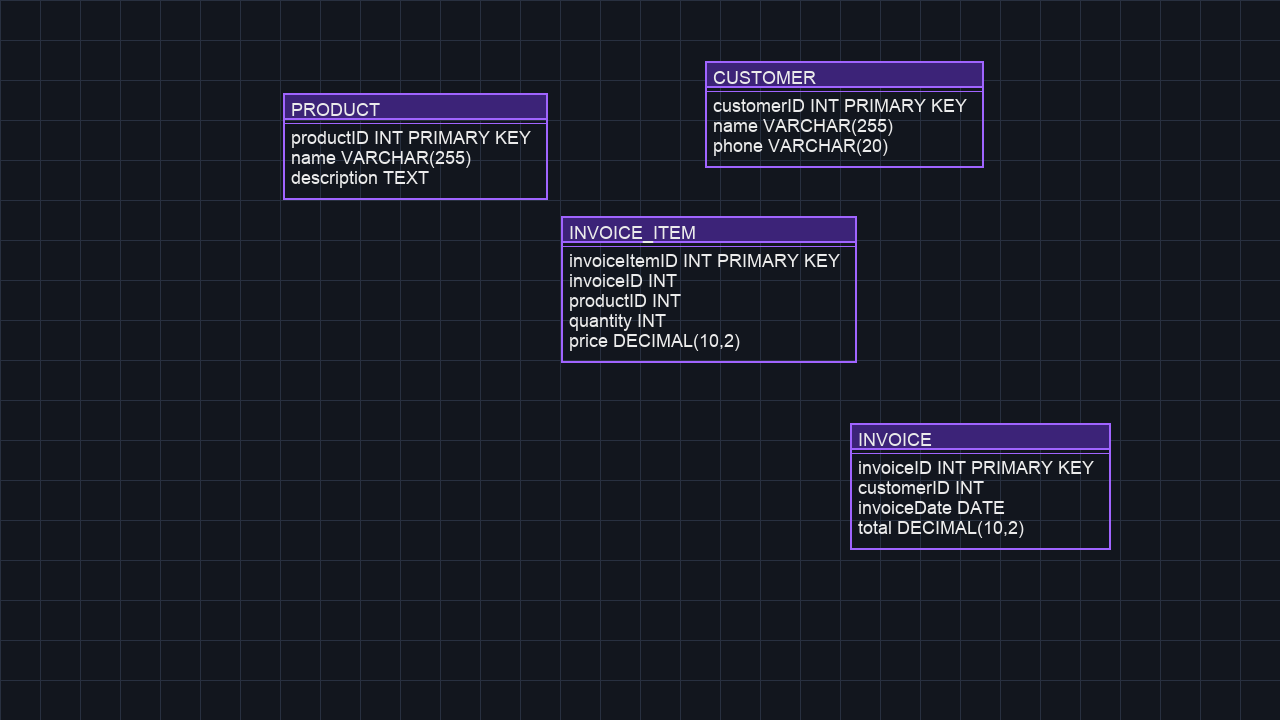 PRODUCT
productID INT PRIMARY KEY
name VARCHAR(255)
description TEXT
CUSTOMER
customerID INT PRIMARY KEY
name VARCHAR(255)
phone VARCHAR(20)
INVOICE_ITEM
invoiceItemID INT PRIMARY KEY
invoiceID INT
productID INT
quantity INT
price DECIMAL(10,2)
INVOICE
invoiceID INT PRIMARY KEY
customerID INT
invoiceDate DATE
total DECIMAL(10,2)